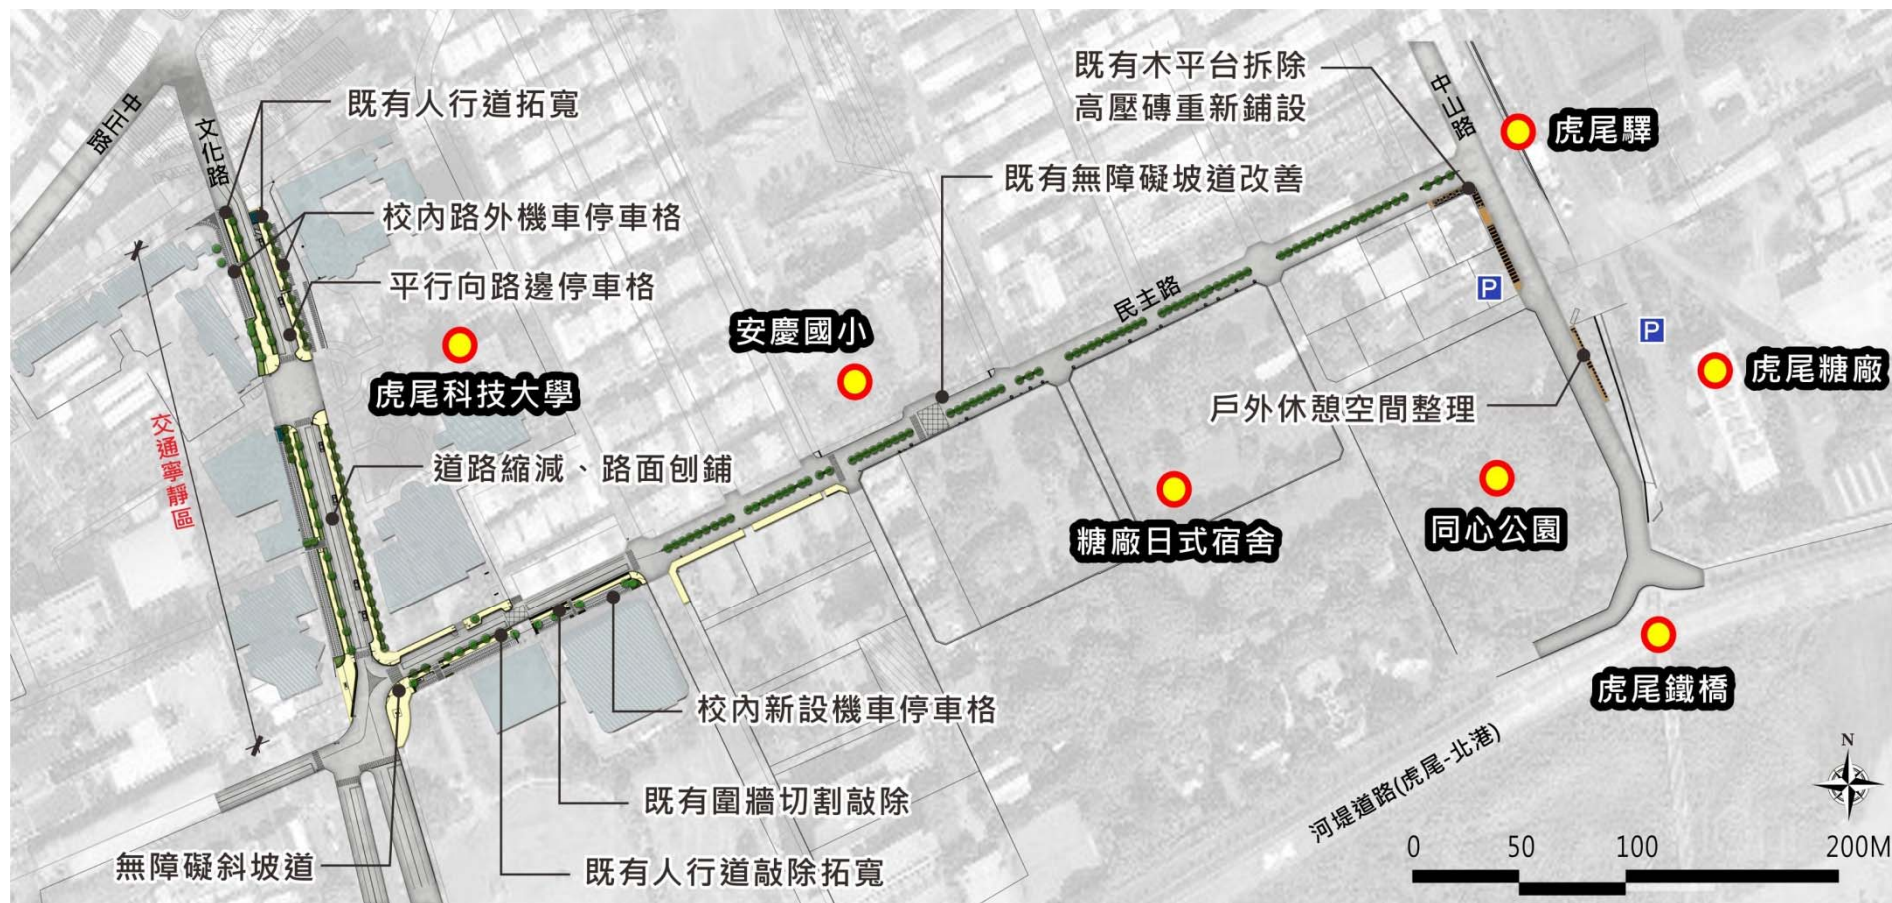 既有木平台拆除
高壓磚重新鋪設
中山路
虎尾驛
既有人行道拓寬
中正路
文化路
既有無障礙坡道改善
校內路外機車停車格
平行向路邊停車格
民主路
P
P
安慶國小
虎尾科技大學
虎尾糖廠
戶外休憩空間整理
交通寧靜區
道路縮減、路面刨鋪
糖廠日式宿舍
同心公園
虎尾鐵橋
校內新設機車停車格
河堤道路(虎尾-北港)
N
既有圍牆切割敲除
無障礙斜坡道
既有人行道敲除拓寬
0 50 100 200M